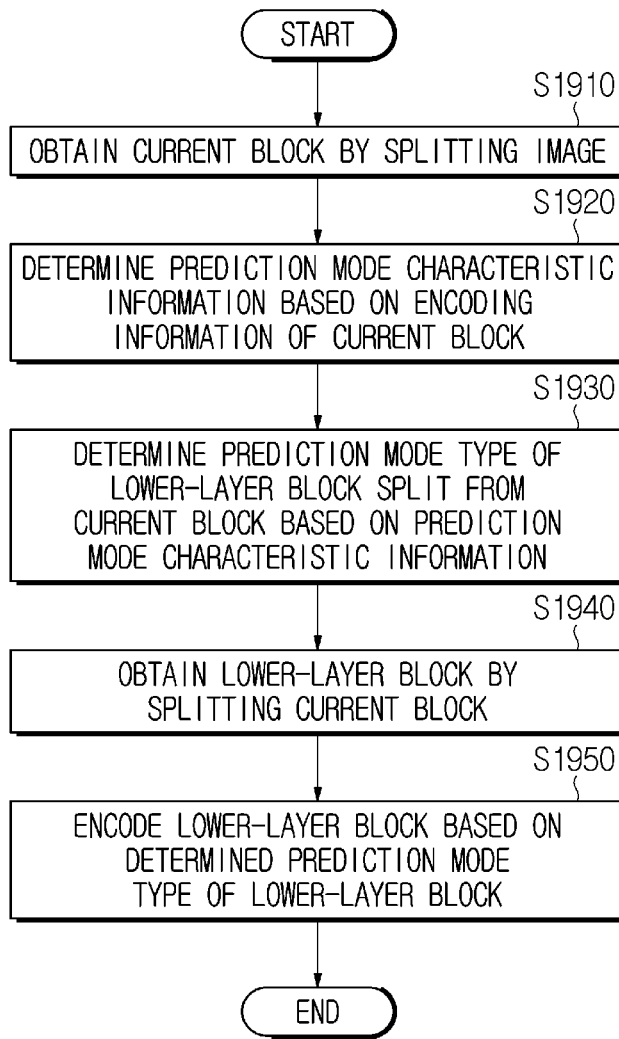 START
S1910
OBTAIN CURRENT BLOCK BY SPLITTING IMAGE
S1920
DETERMINE PREDICTION MODE CHARACTERISTIC
INFORMATION BASED ON ENCODING
INFORMATION OF CURRENT BLOCK
S1930
DETERMINE PREDICTION MODE TYPE OF
LOWER-LAYER BLOCK SPLIT FROM
CURRENT BLOCK BASED ON PREDICTION
MODE CHARACTERISTIC INFORMATION
S1940
OBTAIN LOWER-LAYER BLOCK BY
SPLITTING CURRENT BLOCK
S1950
ENCODE LOWER-LAYER BLOCK BASED ON
DETERMINED PREDICTION MODE
TYPE OF LOWER-LAYER BLOCK
END